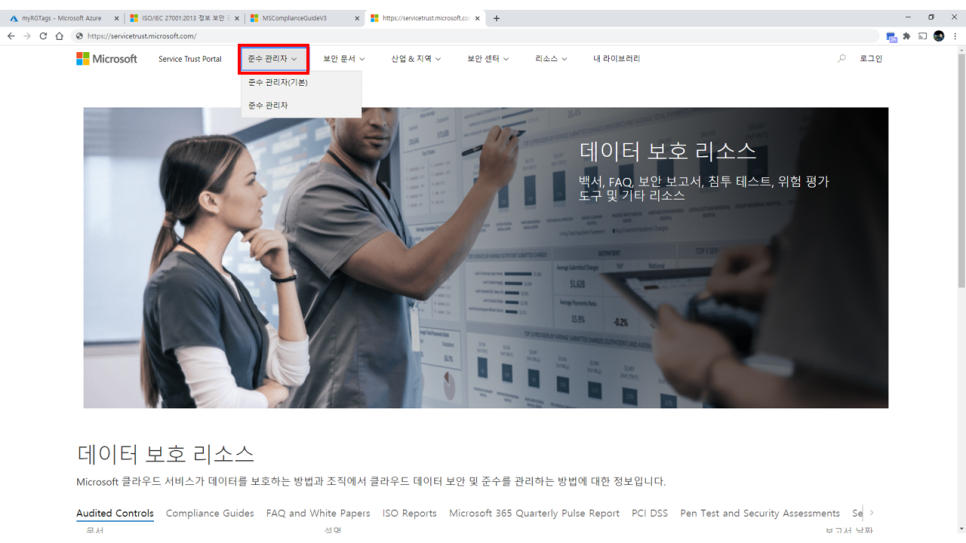 myRGTags - Microsoft Azure
ISO/IEC 27001:2013 정보 보안
MSComplianceGuideV3
https://servicetrust.microsoft.co
https://servicetrust.microsoft.com/
Microsoft
Service Trust Portal
준수 관리자
보안 문서
산업 & 지역
보안 센터
리소스
내 라이브러리
로그인
준수 관리자(기본)
준수 관리자
데이터 보호 리소스
백서, FAQ, 보안 보고서, 침투 테스트, 위험 평가
도구 및 기타 리소스
데이터 보호 리소스
Microsoft 클라우드 서비스가 데이터를 보호하는 방법과 조직에서 클라우드 데이터 보안 및 준수를 관리하는 방법에 대한 정보입니다.
Audited Controls Compliance Guides FAQ and White Papers ISO Reports Microsoft 365 Quarterly Pulse Report PCI DSS Pen Test and Security Assessments Se
문서 설명 보고서 날짜